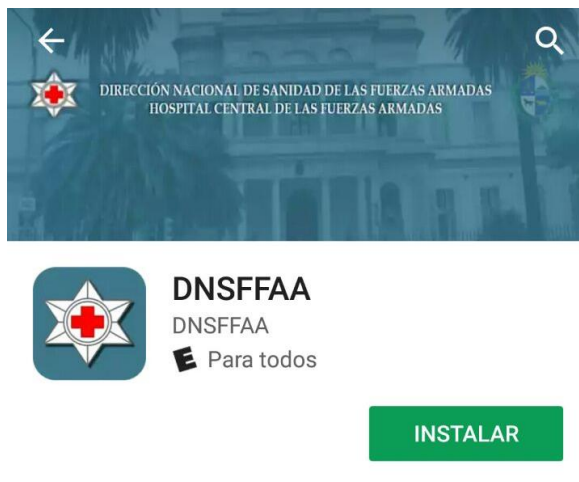 DIRECCIÓN NACIONAL DE SANIDAD DE LAS FUERZAS ARMADAS
HOSPITAL CENTRAL DE LAS FUERZAS ARMADAS
DNSFFAA
DNSFFAA
E Para todos
INSTALAR